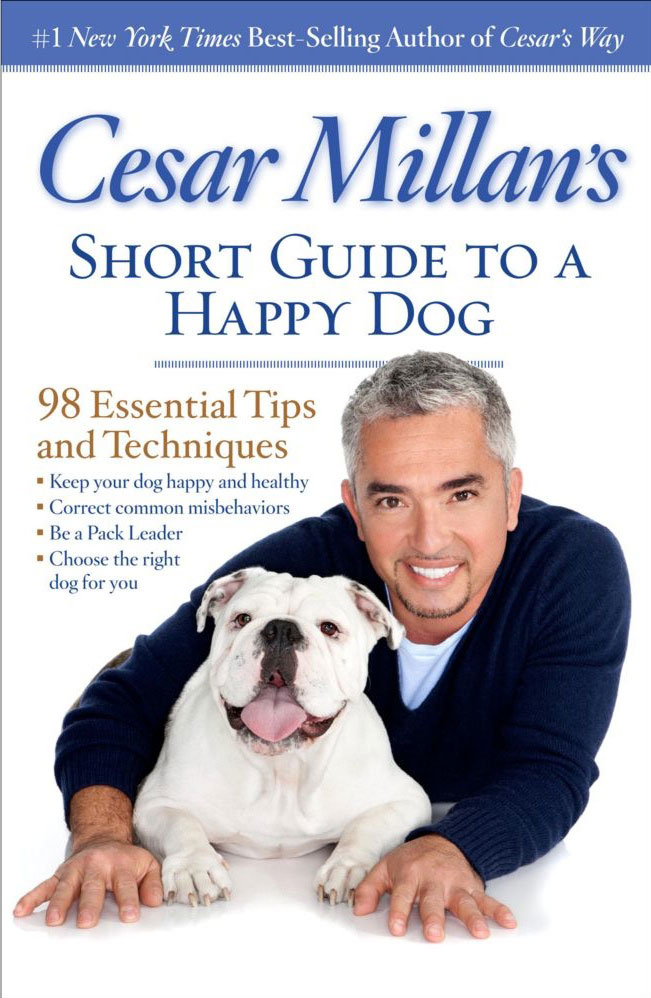 #1 New York Times Best-Selling Author of Cesar's Way
Cesar Millan's
SHORT GUIDE TO A
HAPPY DOG
98 Essential Tips
and Techniques
▪ Keep your dog happy and healthy
▪ Correct common misbehaviors
▪ Be a Pack Leader
▪ Choose the right
dog for you